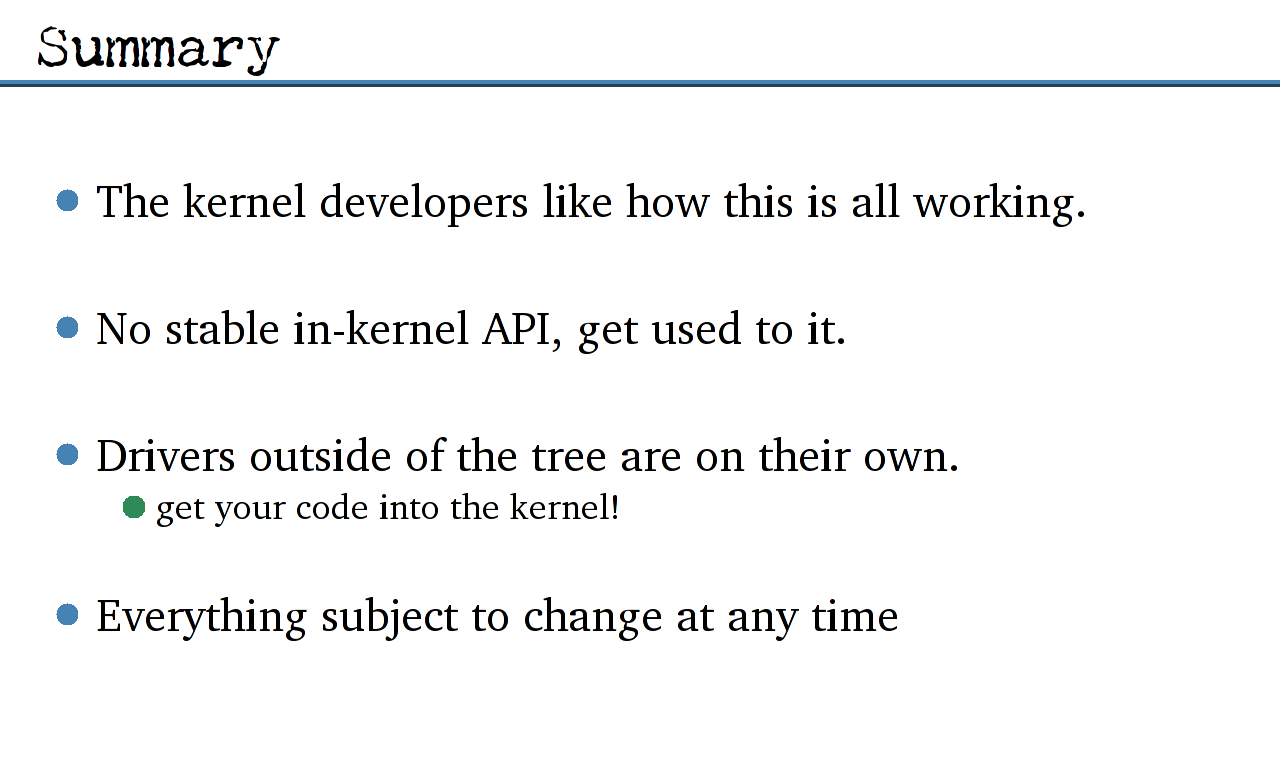 Summary
The kernel developers like how this is all working.
No stable in-kernel API, get used to it.
Drivers outside of the tree are on their own.
get your code into the kernel!
Everything subject to change at any time